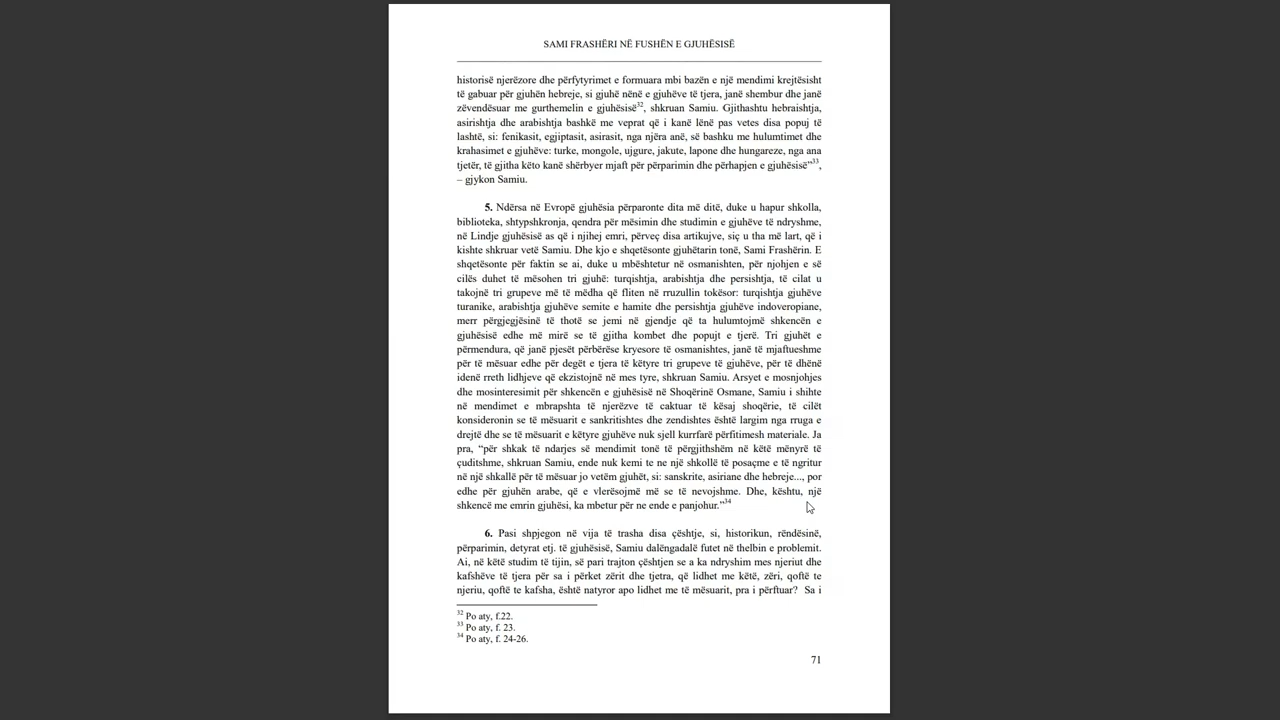 SAMI FRASHËRI NË FUSHËN E GJUHËSISË
historisë njerëzore dhe përfytyrimet e formuara mbi bazën e një mendimi krejtësisht
të gabuar për gjuhën hebreje, si gjuhë nënë e gjuhëve të tjera, janë shembur dhe janë
zëvendësuar me gurthemelin e gjuhësisë32, shkruan Samiu. Gjithashtu hebraishtja,
asirishtja dhe arabishtja bashkë me veprat që i kanë lënë pas vetes disa popuj të
lashtë, si: fenikasit, egjiptasit, asirasit, nga njëra anë, së bashku me hulumtimet dhe
krahasimet e gjuhëve: turke, mongole, ujgure, jakute, lapone dhe hungareze, nga ana
tjetër, të gjitha këto kanë shërbyer mjaft për përparimin dhe përhapjen e gjuhësisë”33,
– gjykon Samiu.
5. Ndërsa në Evropë gjuhësia përparonte dita më ditë, duke u hapur shkolla,
biblioteka, shtypshkronja, qendra për mësimin dhe studimin e gjuhëve të ndryshme,
në Lindje gjuhësisë as që i njihej emri, përveç disa artikujve, siç u tha më lart, që i
kishte shkruar vetë Samiu. Dhe kjo e shqetësonte gjuhëtarin tonë, Sami Frashërin. E
shqetësonte për faktin se ai, duke u mbështetur në osmanishten, për njohjen e së
cilës duhet të mësohen tri gjuhë: turqishtja, arabishtja dhe persishtja, të cilat u
takojnë tri grupeve më të mëdha që fliten në rruzullin tokësor: turqishtja gjuhëve
turanike, arabishtja gjuhëve semite e hamite dhe persishtja gjuhëve indoveropiane,
merr përgjegjësinë të thotë se jemi në gjendje që ta hulumtojmë shkencën e
gjuhësisë edhe më mirë se të gjitha kombet dhe popujt e tjerë. Tri gjuhët e
përmendura, që janë pjesët përbërëse kryesore të osmanishtes, janë të mjaftueshme
për të mësuar edhe për degët e tjera të këtyre tri grupeve të gjuhëve, për të dhënë
idenë rreth lidhjeve që ekzistojnë në mes tyre, shkruan Samiu. Arsyet e mosnjohjes
dhe mosinteresimit për shkencën e gjuhësisë në Shoqërinë Osmane, Samiu i shihte
në mendimet e mbrapshta të njerëzve të caktuar të kësaj shoqërie, të cilët
konsideronin se të mësuarit e sankritishtes dhe zendishtes është largim nga rruga e
drejtë dhe se të mësuarit e këtyre gjuhëve nuk sjell kurrfarë përfitimesh materiale. Ja
pra, “për shkak të ndarjes së mendimit tonë të përgjithshëm në këtë mënyrë të
çuditshme, shkruan Samiu, ende nuk kemi te ne një shkollë të posaçme e të ngritur
në një shkallë për të mësuar jo vetëm gjuhët, si: sanskrite, asiriane dhe hebreje..., por
edhe për gjuhën arabe, që e vlerësojmë më se të nevojshme. Dhe, kështu, një
shkencë me emrin gjuhësi, ka mbetur për ne ende e panjohur.”34
6. Pasi shpjegon në vija të trasha disa çështje, si, historikun, rëndësinë,
përparimin, detyrat etj. të gjuhësisë, Samiu dalëngadalë futet në thelbin e problemit.
Ai, në këtë studim të tijin, së pari trajton çështjen se a ka ndryshim mes njeriut dhe
kafshëve të tjera për sa i përket zërit dhe tjetra, që lidhet me këtë, zëri, qoftë te
njeriu, qoftë te kafsha, është natyror apo lidhet me të mësuarit, pra i përftuar? Sa i
32 Po aty, f.22.
33 Po aty, f. 23.
34 Po aty, f. 24-26.
71